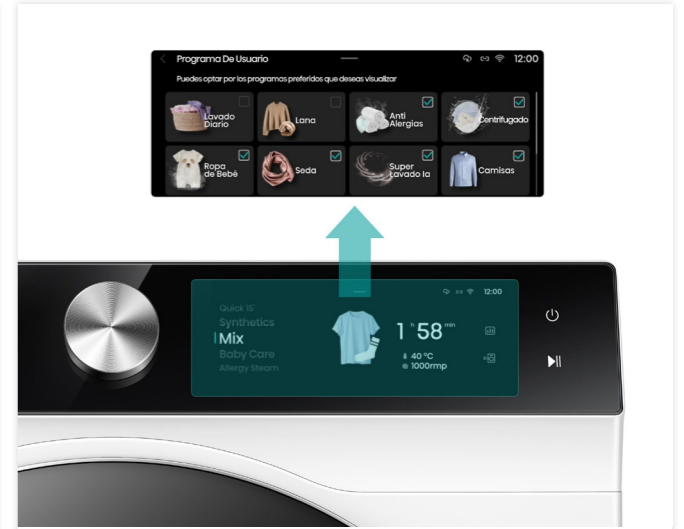 Programa De Usuario
12:00
Puedes optar por los programas preferidos que deseas visualizar
Lavado
Diario
Lana
Anti
Alergias
Centrifugado
Ropa
de Bebé
Seda
Super
Lavado la
Camisas
12:00
Quick 15'
Synthetics
Mix
Baby Care
Allergy Steam
1 h 58 min
40 °C
1000rmp